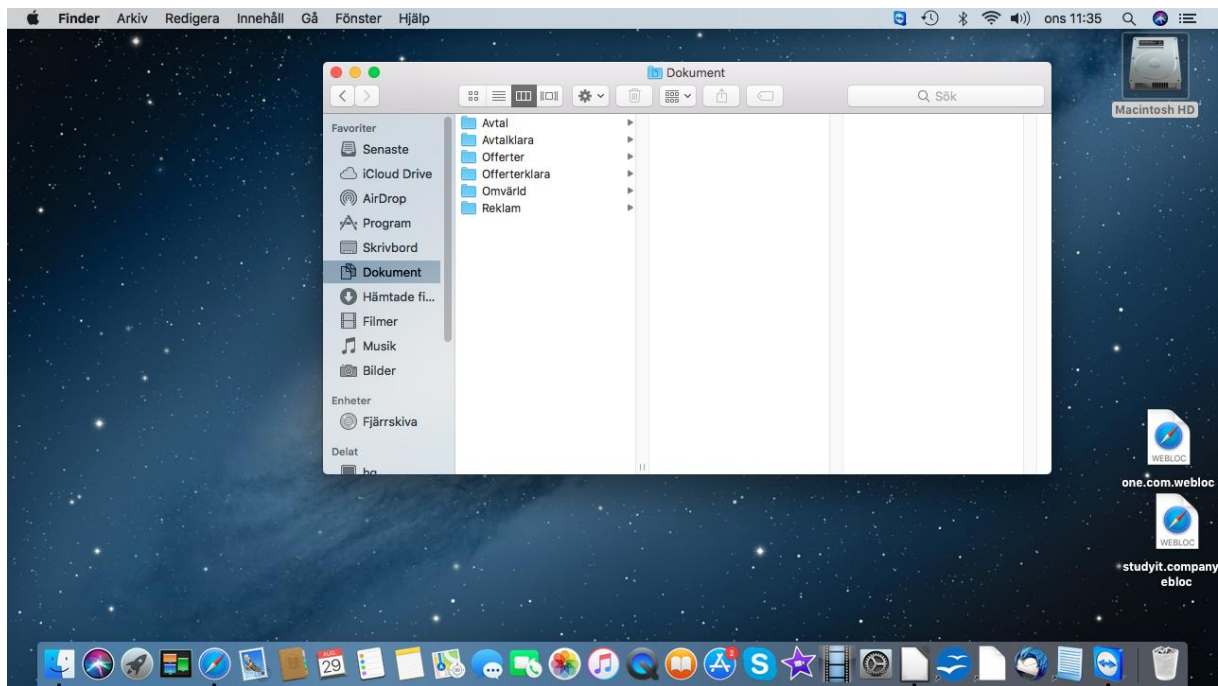 Finder Arkiv Redigera Innehåll Gå Fönster Hjälp ons 11:35
Macintosh HD
Dokument
Sök
Favoriter
Senaste
iCloud Drive
AirDrop
Program
Skrivbord
Dokument
Hämtade fi...
Filmer
Musik
Bilder
Enheter
Fjärrskiva
Delat
Avtal
Avtalklara
Offerter
Offerterklara
Omvärld
Reklam
WEBLOC
one.com.webloc
WEBLOC
studyit.company
ebloc
AUG
29
2
S